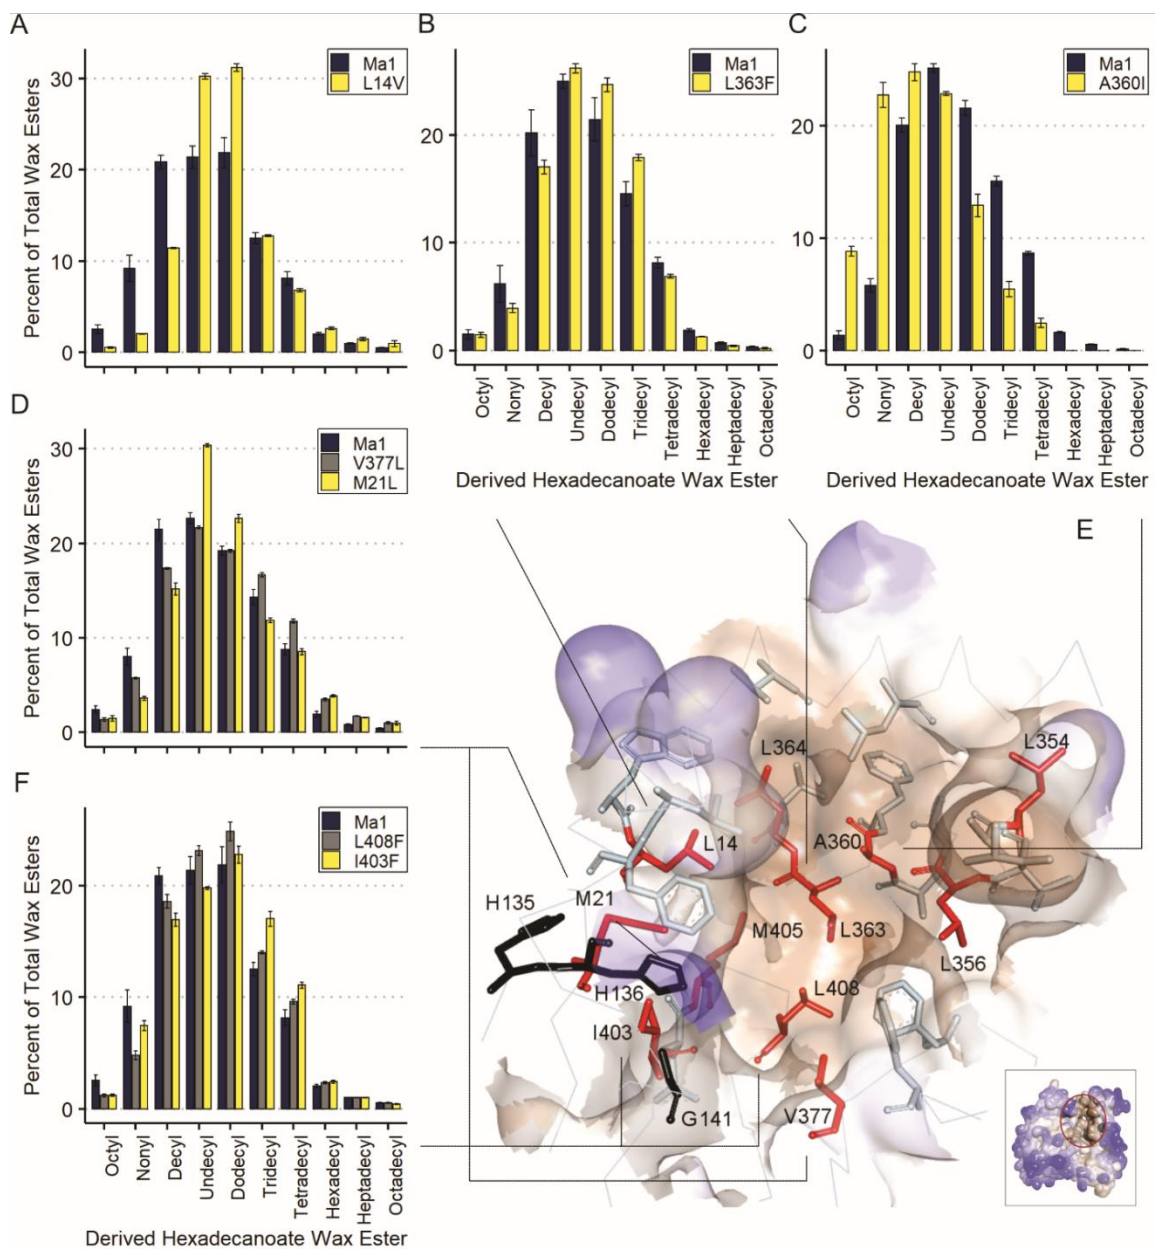 A
Percent of Total Wax Esters
30
20
10
0
Ma1
L14V
B
20
10
0
Ma1
L363F
Octyl
Nonyl
Decyl
Undecyl
Dodecyl
Tridecyl
Tetradecyl
Hexadecyl
Heptadecyl
Octadecyl
Derived Hexadecanoate Wax Ester
C
20
10
0
Ma1
A360I
Octyl
Nonyl
Decyl
Undecyl
Dodecyl
Tridecyl
Tetradecyl
Hexadecyl
Heptadecyl
Octadecyl
Derived Hexadecanoate Wax Ester
D
Percent of Total Wax Esters
30
20
10
0
Ma1
V377L
M21L
E
L364
L354
L14
A360
H135
M21
M405
L363
L356
H136
L408
I403
G141
V377
F
Percent of Total Wax Esters
20
10
0
Ma1
L408F
I403F
Octyl
Nonyl
Decyl
Undecyl
Dodecyl
Tridecyl
Tetradecyl
Hexadecyl
Heptadecyl
Octadecyl
Derived Hexadecanoate Wax Ester